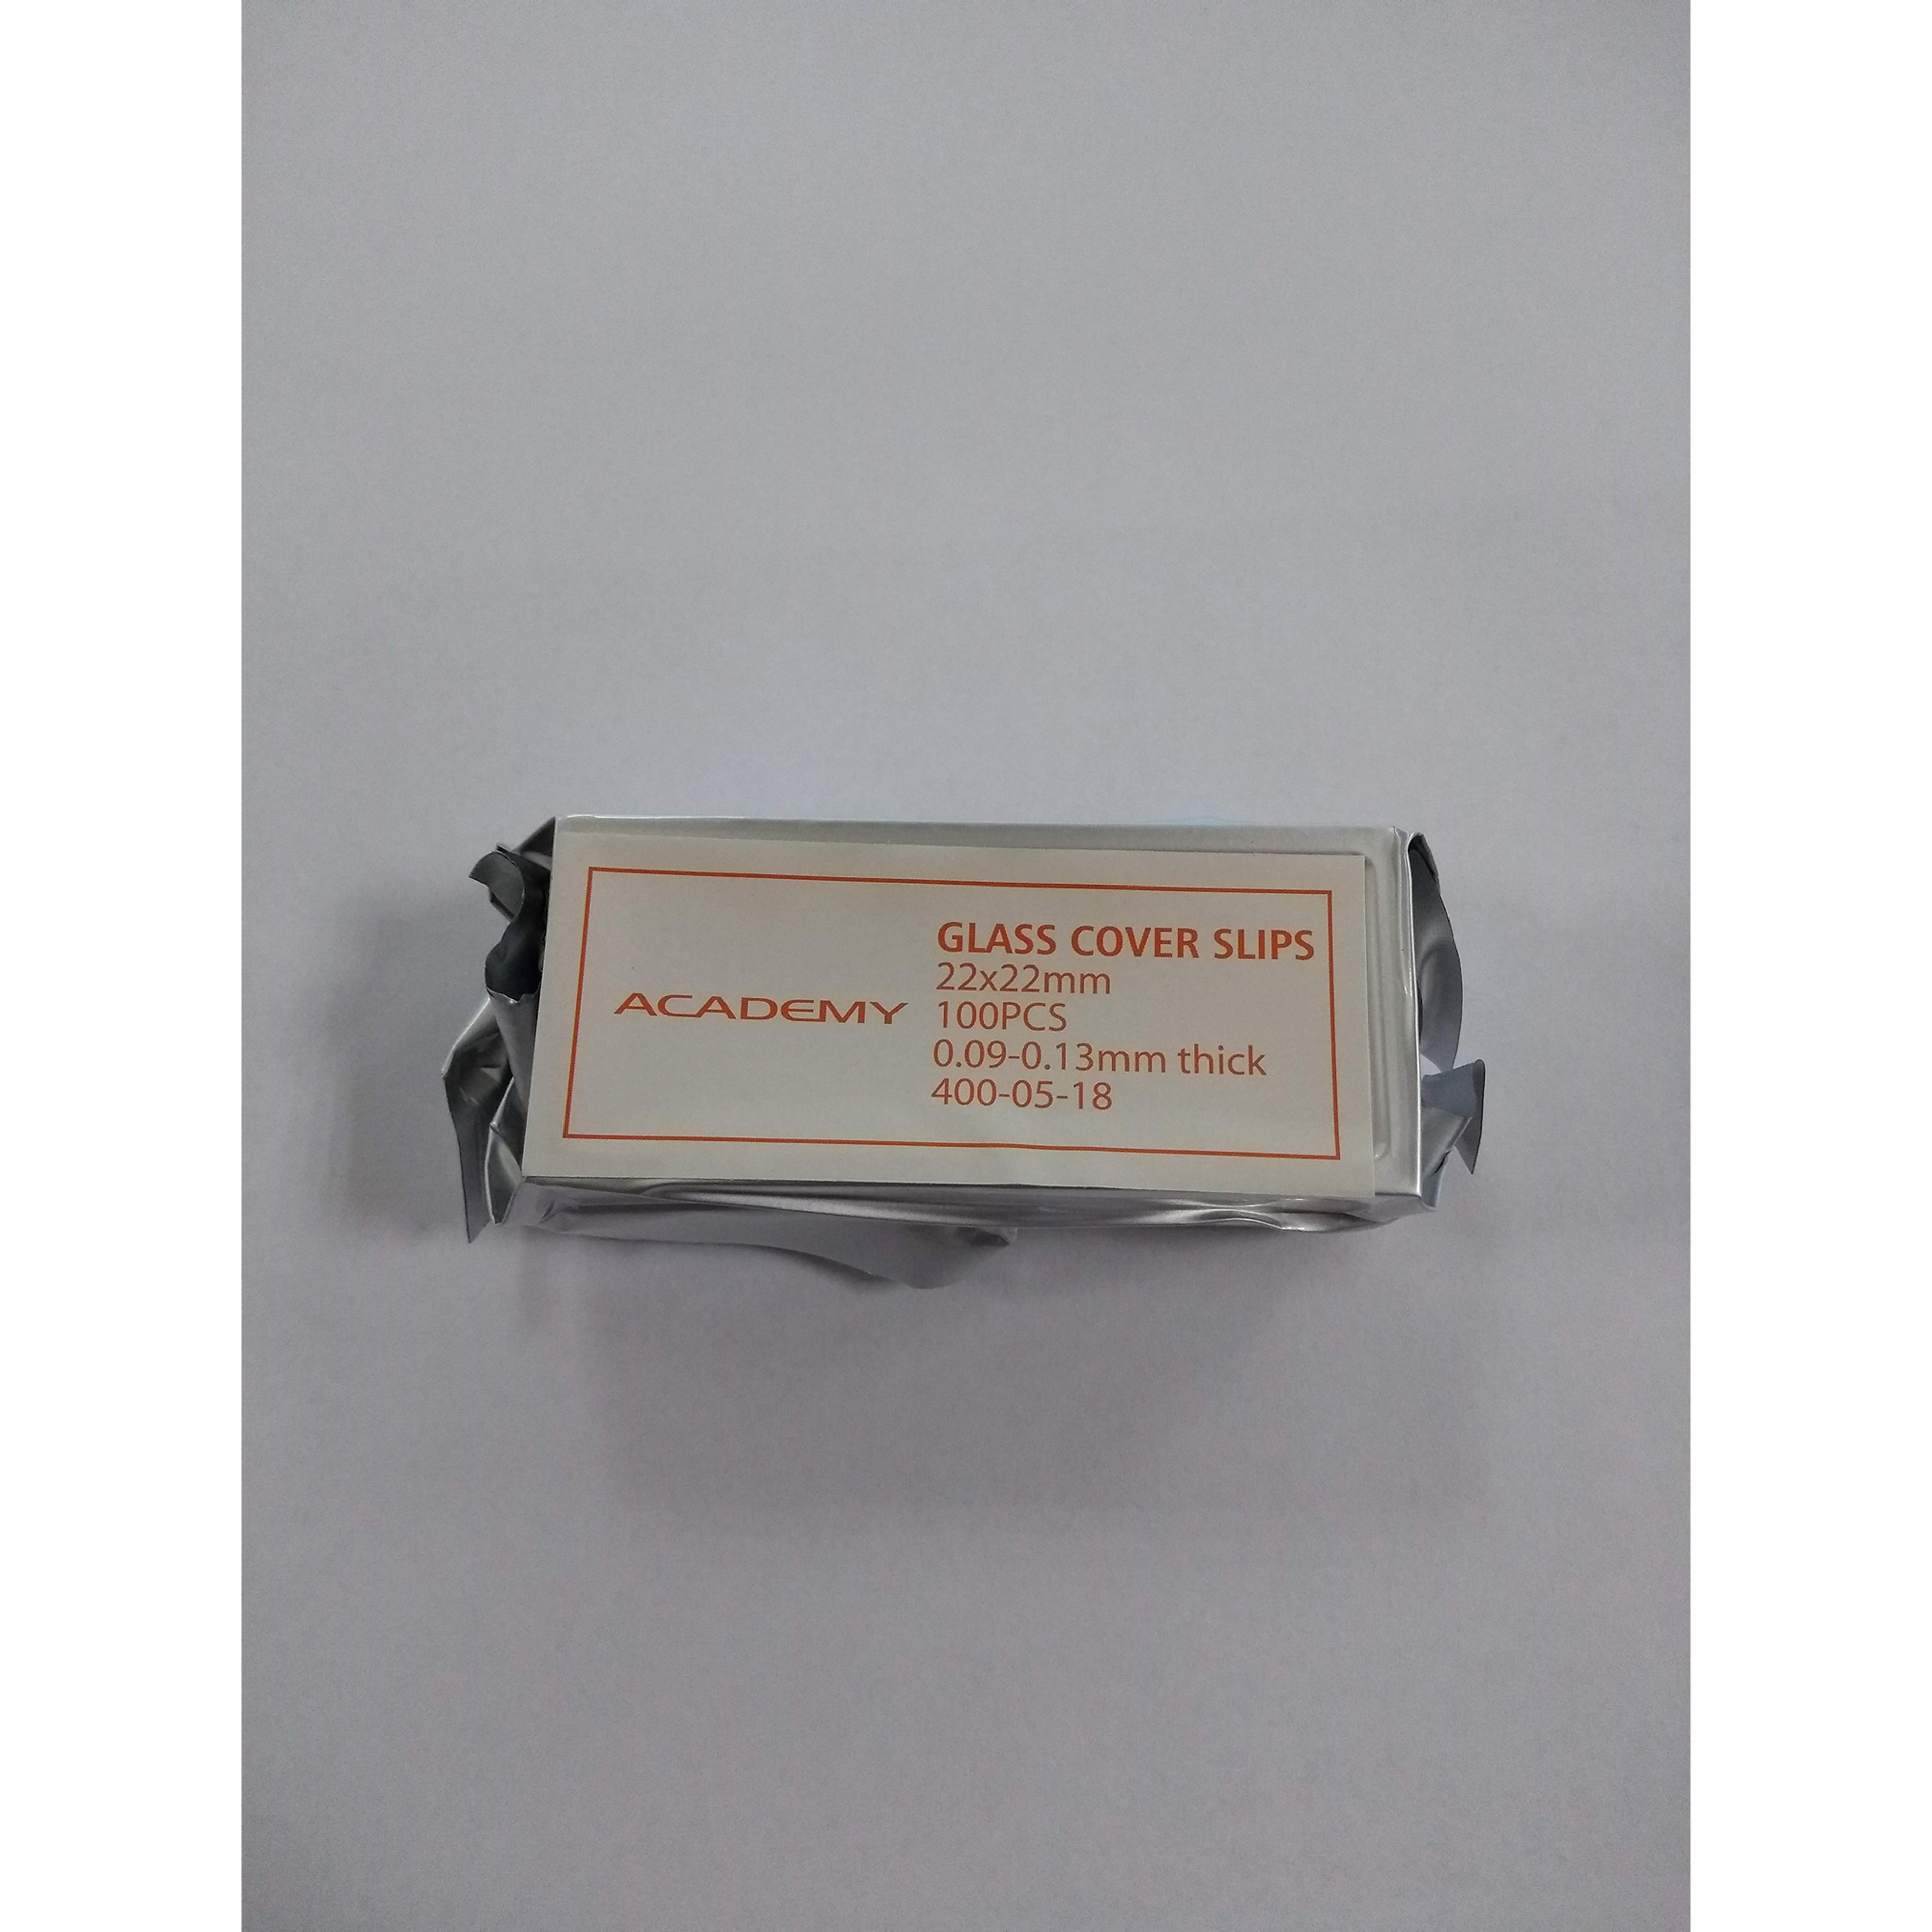 ACADEMY
GLASS COVER SLIPS
22x22mm
100PCS
0.09-0.13mm thick
400-05-18